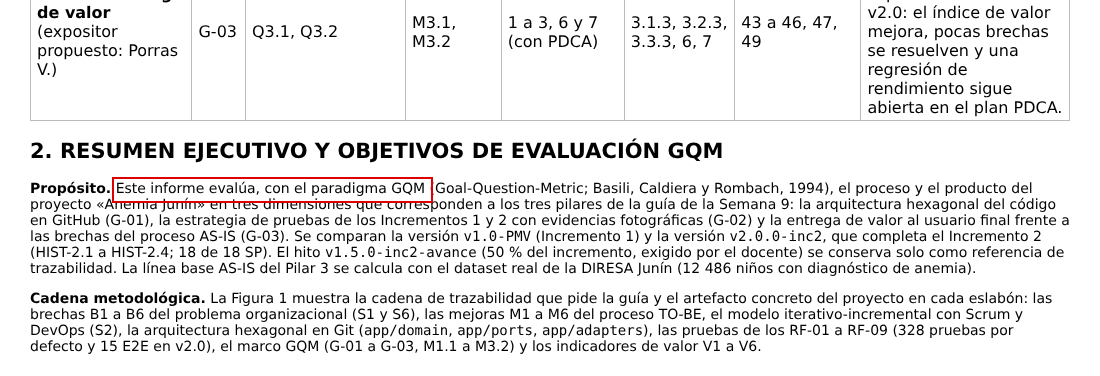 de valor
(expositor
propuesto: Porras
V.)
G-03
Q3.1, Q3.2
M3.1,
M3.2
1 a 3, 6 y 7
(con PDCA)
3.1.3, 3.2.3,
3.3.3, 6, 7
43 a 46, 47,
49
v2.0: el índice de valor
mejora, pocas brechas
se resuelven y una
regresión de
rendimiento sigue
abierta en el plan PDCA.
2. RESUMEN EJECUTIVO Y OBJETIVOS DE EVALUACIÓN GQM
Propósito. Este informe evalúa, con el paradigma GQM (Goal-Question-Metric; Basili, Caldiera y Rombach, 1994), el proceso y el producto del
proyecto «Anemia Junín» en tres dimensiones que corresponden a los tres pilares de la guía de la Semana 9: la arquitectura hexagonal del código
en GitHub (G-01), la estrategia de pruebas de los Incrementos 1 y 2 con evidencias fotográficas (G-02) y la entrega de valor al usuario final frente a
las brechas del proceso AS-IS (G-03). Se comparan la versión v1.0-PMV (Incremento 1) y la versión v2.0.0-inc2, que completa el Incremento 2
(HIST-2.1 a HIST-2.4; 18 de 18 SP). El hito v1.5.0-inc2-avance (50 % del incremento, exigido por el docente) se conserva solo como referencia de
trazabilidad. La línea base AS-IS del Pilar 3 se calcula con el dataset real de la DIRESA Junín (12 486 niños con diagnóstico de anemia).
Cadena metodológica. La Figura 1 muestra la cadena de trazabilidad que pide la guía y el artefacto concreto del proyecto en cada eslabón: las
brechas B1 a B6 del problema organizacional (S1 y S6), las mejoras M1 a M6 del proceso TO-BE, el modelo iterativo-incremental con Scrum y
DevOps (S2), la arquitectura hexagonal en Git (app/domain, app/ports, app/adapters), las pruebas de los RF-01 a RF-09 (328 pruebas por
defecto y 15 E2E en v2.0), el marco GQM (G-01 a G-03, M1.1 a M3.2) y los indicadores de valor V1 a V6.